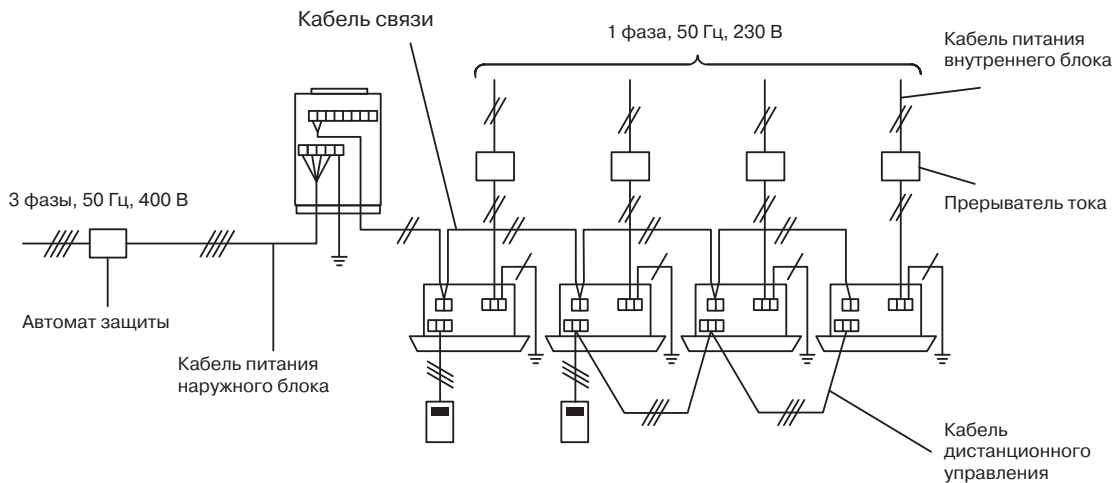 Кабель связи
1 фаза, 50 Гц, 230 В
Кабель питания
внутреннего блока
3 фазы, 50 Гц, 400 В
Прерыватель тока
Автомат защиты
Кабель питания
наружного блока
Кабель
дистанционного
управления